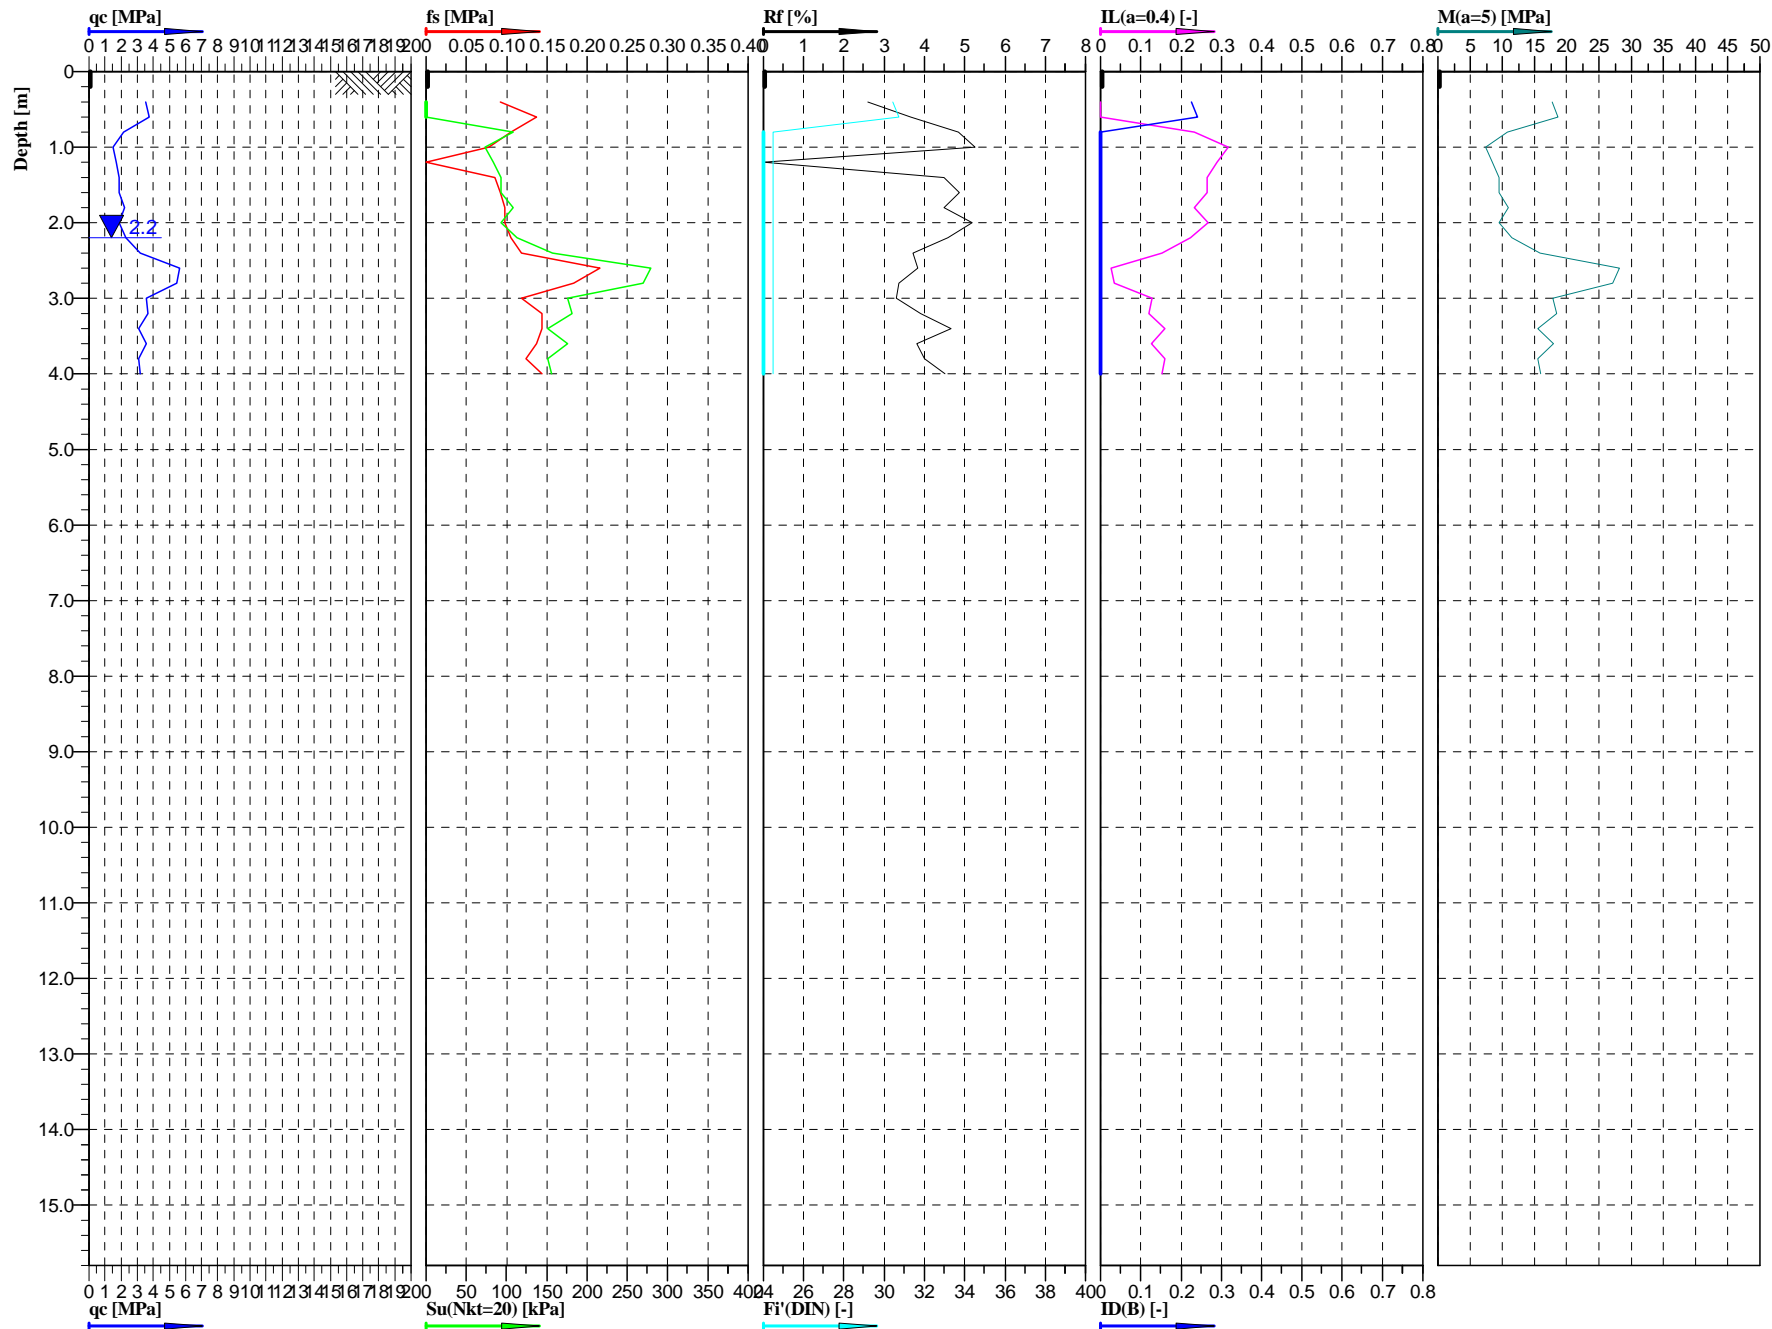 qc [MPa] fs [MPa] Rf [%] IL(a=0.4) [-] M(a=5) [MPa]
0 1 2 3 4 5 6 7 8 9 10 11 12 13 14 15 16 17 18 19 20
0 0.05 0.10 0.15 0.20 0.25 0.30 0.35 0.40
0 1 2 3 4 5 6 7 8
0 0.1 0.2 0.3 0.4 0.5 0.6 0.7 0.8
0 5 10 15 20 25 30 35 40 45 50
Depth [m]
0
1.0
2.0
2.2
3.0
4.0
5.0
6.0
7.0
8.0
9.0
10.0
11.0
12.0
13.0
14.0
15.0
0 1 2 3 4 5 6 7 8 9 10 11 12 13 14 15 16 17 18 19 20
0 50 100 150 200 250 300 350 400
24 26 28 30 32 34 36 38 40
0 0.1 0.2 0.3 0.4 0.5 0.6 0.7 0.8
qc [MPa] Su(Nkt=20) [kPa] Fi'(DIN) [-] ID(B) [-]